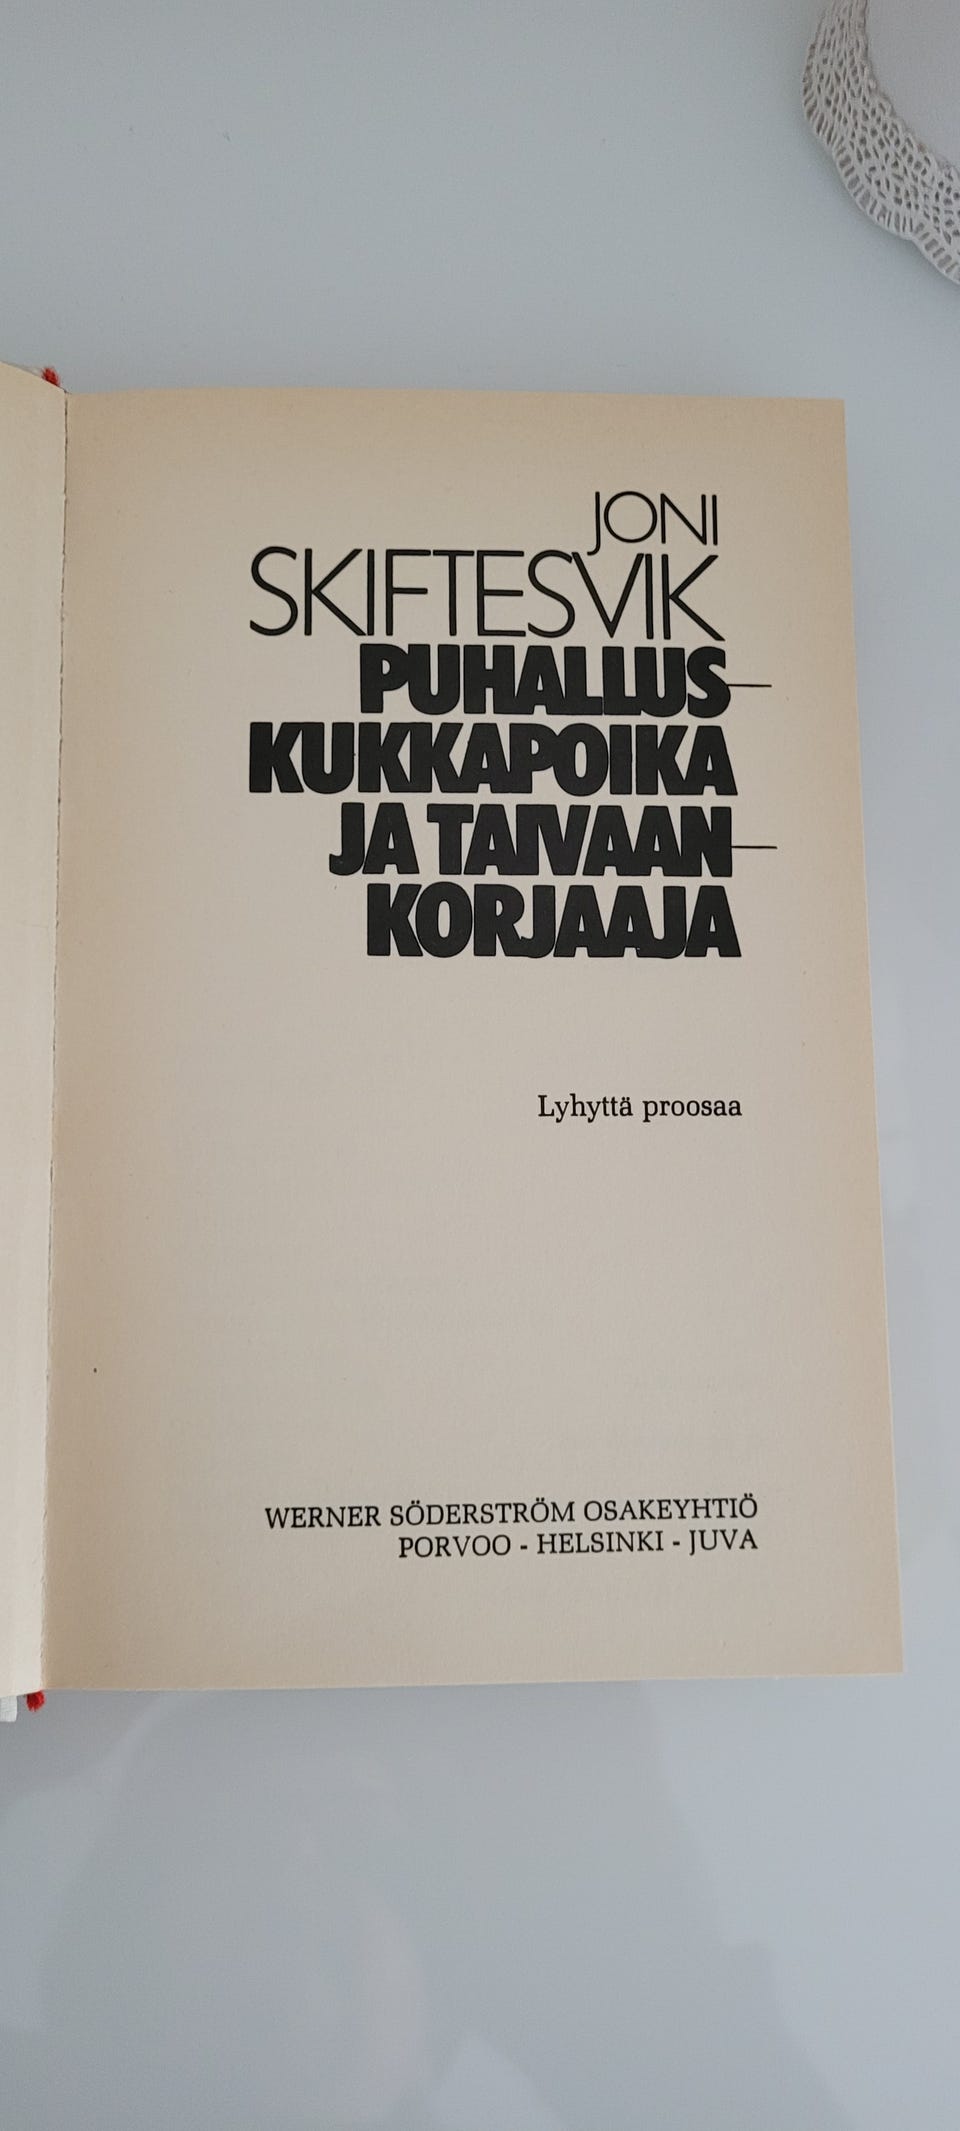 JONI
SKIFTESVIK
PUHALLUS-
KUKKAPOIKA
JA TAIVAAN-
KORJAAJA
Lyhyttä proosaa
WERNER SÖDERSTRÖM OSAKEYHTIÖ
PORVOO - HELSINKI - JUVA